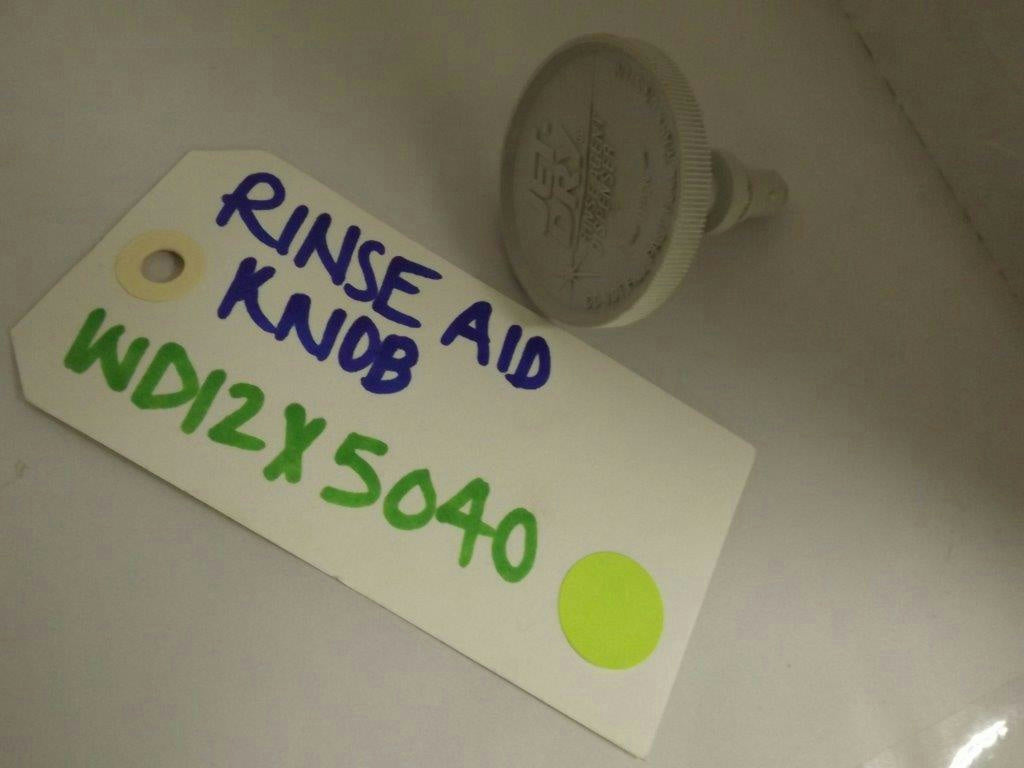 RINSE AID
KNOB
WD12X5040
JET
DRY
RINSE AGENT
DISPENSER